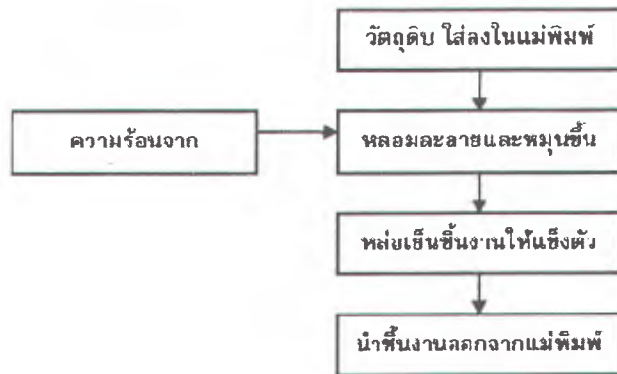 วัตถุดิบ ใส่ลงในแม่พิมพ์
ความร้อนจาก
หลอมละลายและหมุนขึ้น
หล่อเย็นชิ้นงานให้แข็งตัว
นำชิ้นงานออกจากแม่พิมพ์